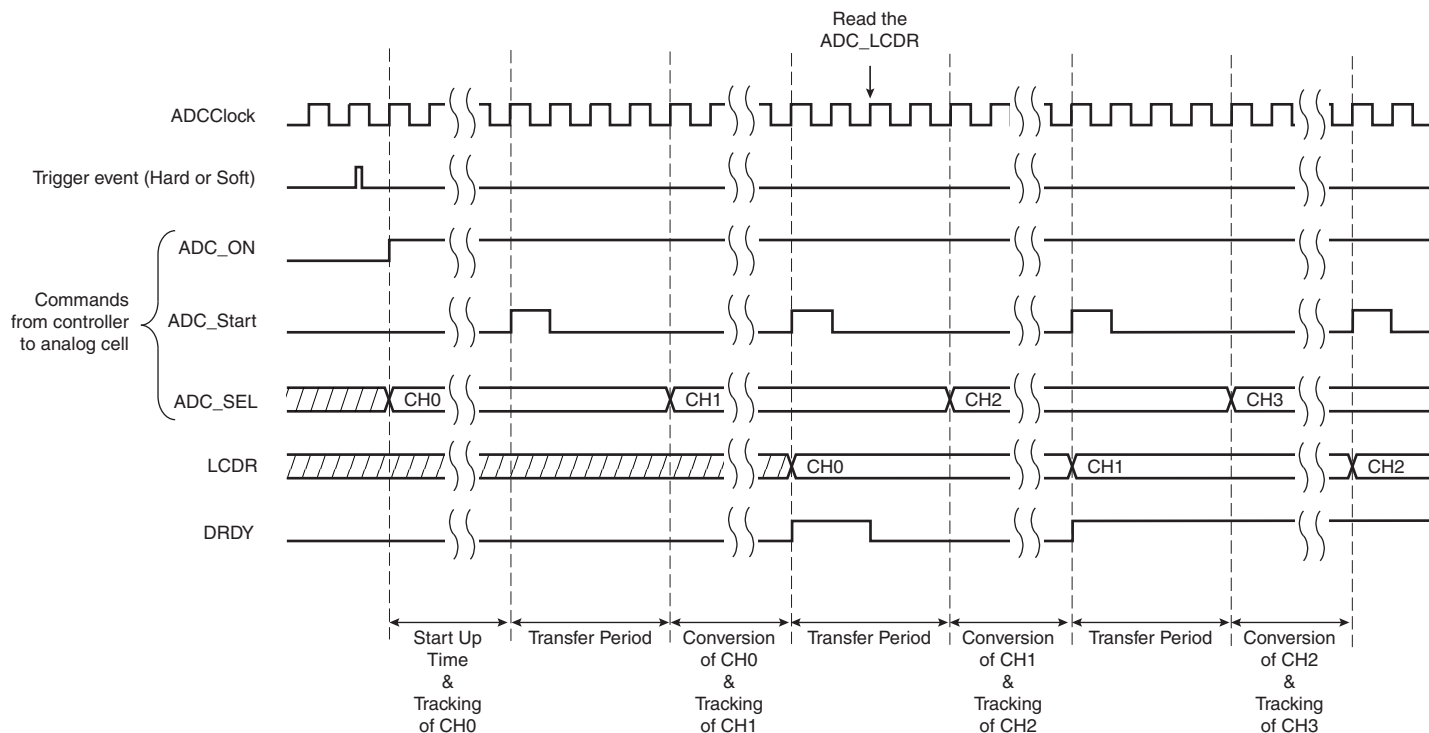 Read the
ADC_LCDR
ADCClock
Trigger event (Hard or Soft)
ADC_ON
Commands
from controller
to analog cell
ADC_Start
ADC_SEL
CH0
CH1
CH2
CH3
LCDR
CH0
CH1
CH2
DRDY
Start Up
Time
&
Tracking
of CH0
Transfer Period
Conversion
of CH0
&
Tracking
of CH1
Transfer Period
Conversion
of CH1
&
Tracking
of CH2
Transfer Period
Conversion
of CH2
&
Tracking
of CH3